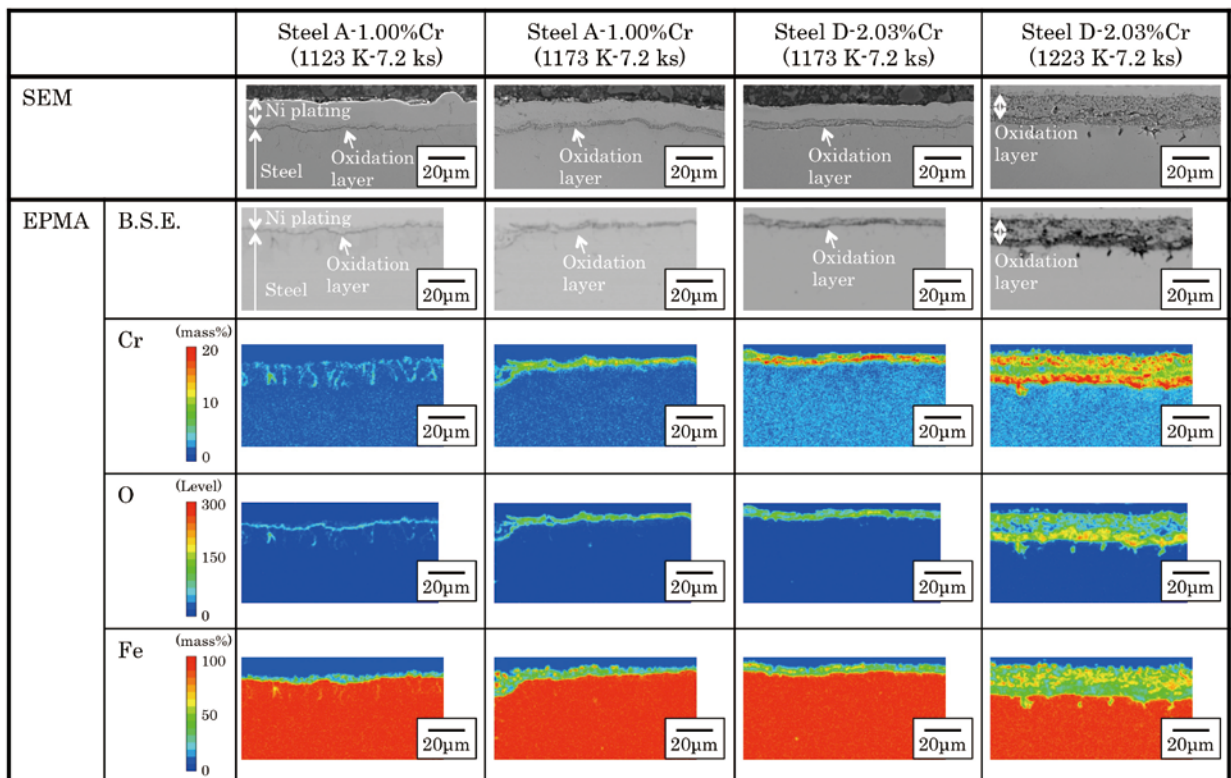 Steel A-1.00%Cr
(1123 K-7.2 ks)
Steel A-1.00%Cr
(1173 K-7.2 ks)
Steel D-2.03%Cr
(1173 K-7.2 ks)
Steel D-2.03%Cr
(1223 K-7.2 ks)
SEM
Ni plating
Oxidation
layer
Steel
20μm
Oxidation
layer
20μm
Oxidation
layer
20μm
Oxidation
layer
20μm
EPMA
B.S.E.
Ni plating
Oxidation
layer
Steel
20μm
Oxidation
layer
20μm
Oxidation
layer
20μm
Oxidation
layer
20μm
Cr
(mass%)
20
10
0
20μm
20μm
20μm
20μm
O
(Level)
300
150
0
20μm
20μm
20μm
20μm
Fe
(mass%)
100
50
0
20μm
20μm
20μm
20μm